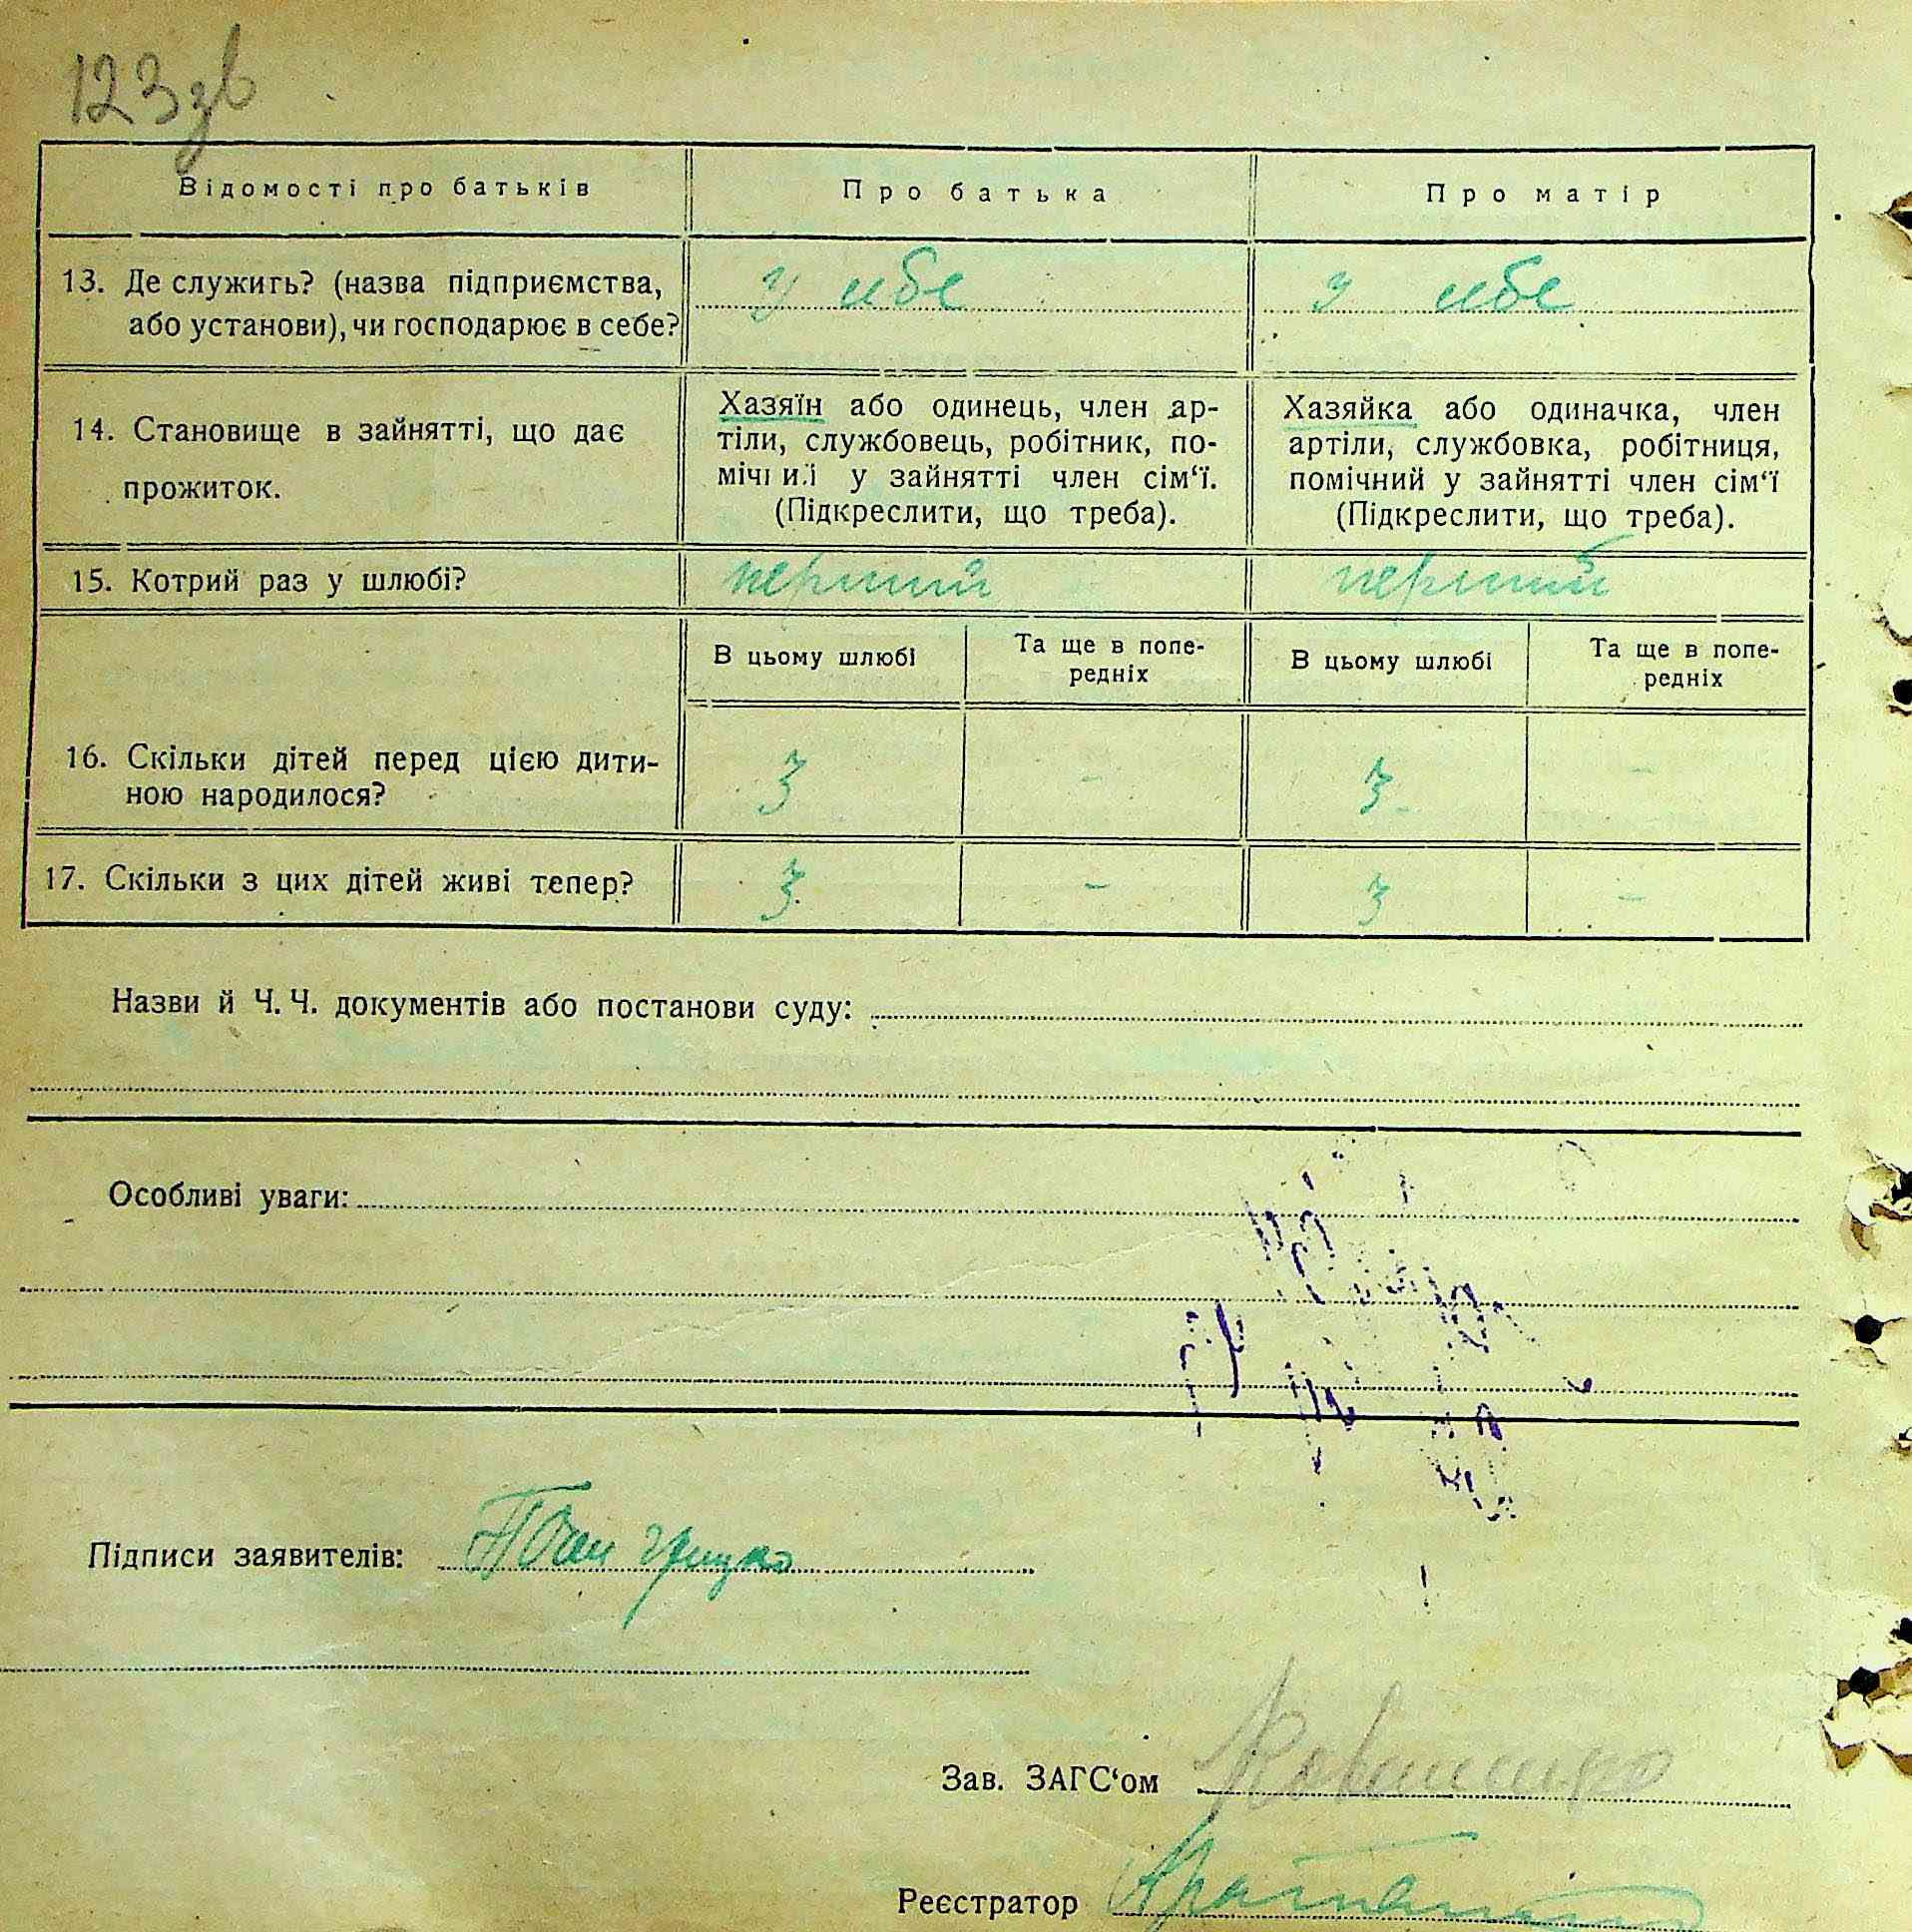 123зв
Відомості про батьків Про батька Про матір
13. Де служить? (назва підприємства, у себе у себе
або установи), чи господарює в себе?
14. Становище в зайнятті, що дає
прожиток.
Хазяїн або одинець, член ар-
тіли, службовець, робітник, по-
мічний у зайнятті член сім‘ї.
(Підкреслити, що треба).
Хазяйка або одиначка, член
артіли, службовка, робітниця,
помічний у зайнятті член сім‘ї
(Підкреслити, що треба).
15. Котрий раз у шлюбі? перший перший
В цьому шлюбі Та ще в попе-
редніх
В цьому шлюбі Та ще в попе-
редніх
16. Скільки дітей перед цією дити-
ною народилося? 3 - 3 -
17. Скільки з цих дітей живі тепер? 3 - 3 -
Назви й Ч. Ч. документів або постанови суду:
Особливі уваги:
Підписи заявителів:
Зав. ЗАГС‘ом
Реєстратор